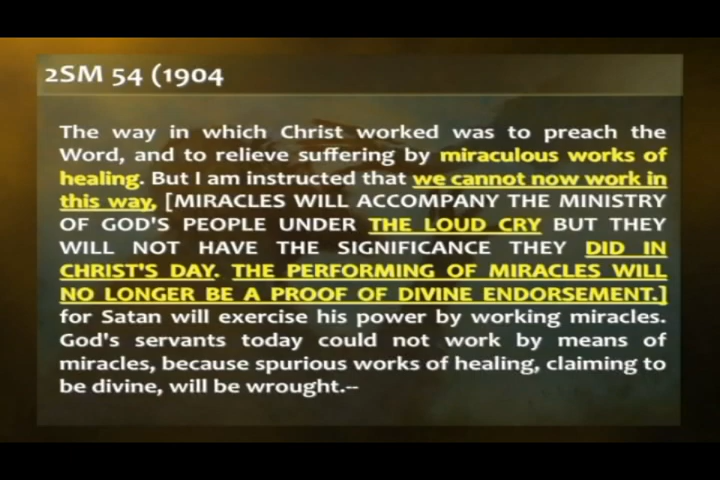 2SM 54 (1904
The way in which Christ worked was to preach the
Word, and to relieve suffering by miraculous works of
healing. But I am instructed that we cannot now work in
this way, [MIRACLES WILL ACCOMPANY THE MINISTRY
OF GOD'S PEOPLE UNDER THE LOUD CRY BUT THEY
WILL NOT HAVE THE SIGNIFICANCE THEY DID IN
CHRIST'S DAY. THE PERFORMING OF MIRACLES WILL
NO LONGER BE A PROOF OF DIVINE ENDORSEMENT.]
for Satan will exercise his power by working miracles.
God's servants today could not work by means of
miracles, because spurious works of healing, claiming to
be divine, will be wrought.--